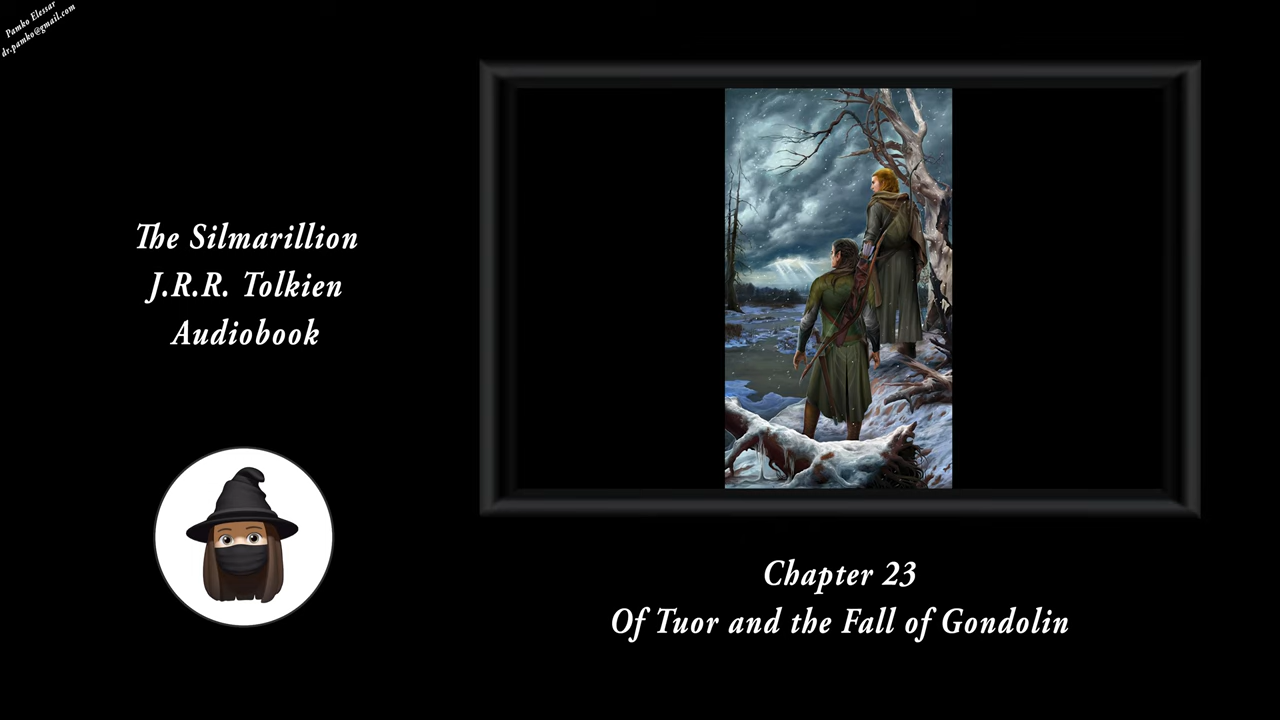 Pamko Elessar
dr.pamko@gmail.com
The Silmarillion
J.R.R. Tolkien
Audiobook
Chapter 23
Of Tuor and the Fall of Gondolin